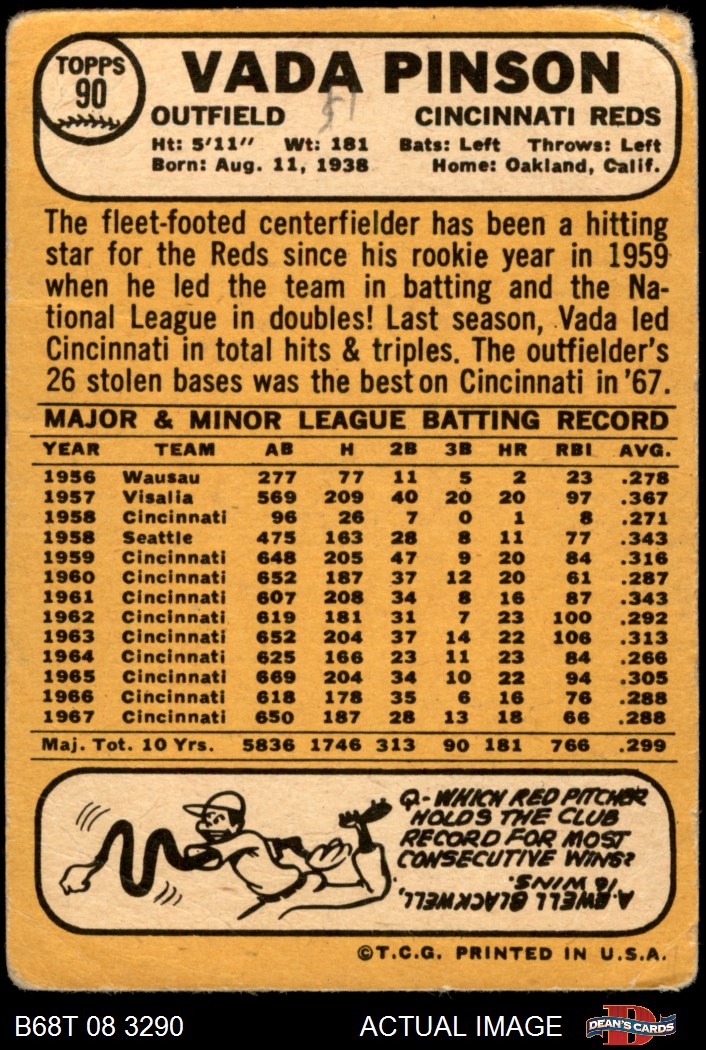 TOPPS
90
VADA PINSON
OUTFIELD
CINCINNATI REDS
Ht: 5'11" Wt: 181 Bats: Left Throws: Left
Born: Aug. 11, 1938 Home: Oakland, Calif.
The fleet-footed centerfielder has been a hitting
star for the Reds since his rookie year in 1959
when he led the team in batting and the Na-
tional League in doubles! Last season, Vada led
Cincinnati in total hits & triples. The outfielder's
26 stolen bases was the best on Cincinnati in '67.
MAJOR & MINOR LEAGUE BATTING RECORD
YEAR TEAM AB H 2B 3B HR RBI AVG.
1956 Wausau 277 77 11 5 2 23 .278
1957 Visalia 569 209 40 20 20 97 .367
1958 Cincinnati 96 26 7 0 1 8 .271
1958 Seattle 475 163 28 8 11 77 .343
1959 Cincinnati 648 205 47 9 20 84 .316
1960 Cincinnati 652 187 37 12 20 61 .287
1961 Cincinnati 607 208 34 8 16 87 .343
1962 Cincinnati 619 181 31 7 23 100 .292
1963 Cincinnati 652 204 37 14 22 106 .313
1964 Cincinnati 625 166 23 11 23 84 .266
1965 Cincinnati 669 204 34 10 22 94 .305
1966 Cincinnati 618 178 35 6 16 76 .288
1967 Cincinnati 650 187 28 13 18 66 .288
Maj. Tot. 10 Yrs. 5836 1746 313 90 181 766 .299
Q-WHICH RED PITCHER
HOLDS THE CLUB
RECORD FOR MOST
CONSECUTIVE WINS?
A. EWELL BLACKWELL,
16 WINS.
©T.C.G. PRINTED IN U.S.A.
B68T 08 3290
ACTUAL IMAGE
D
DEAN'S CARDS